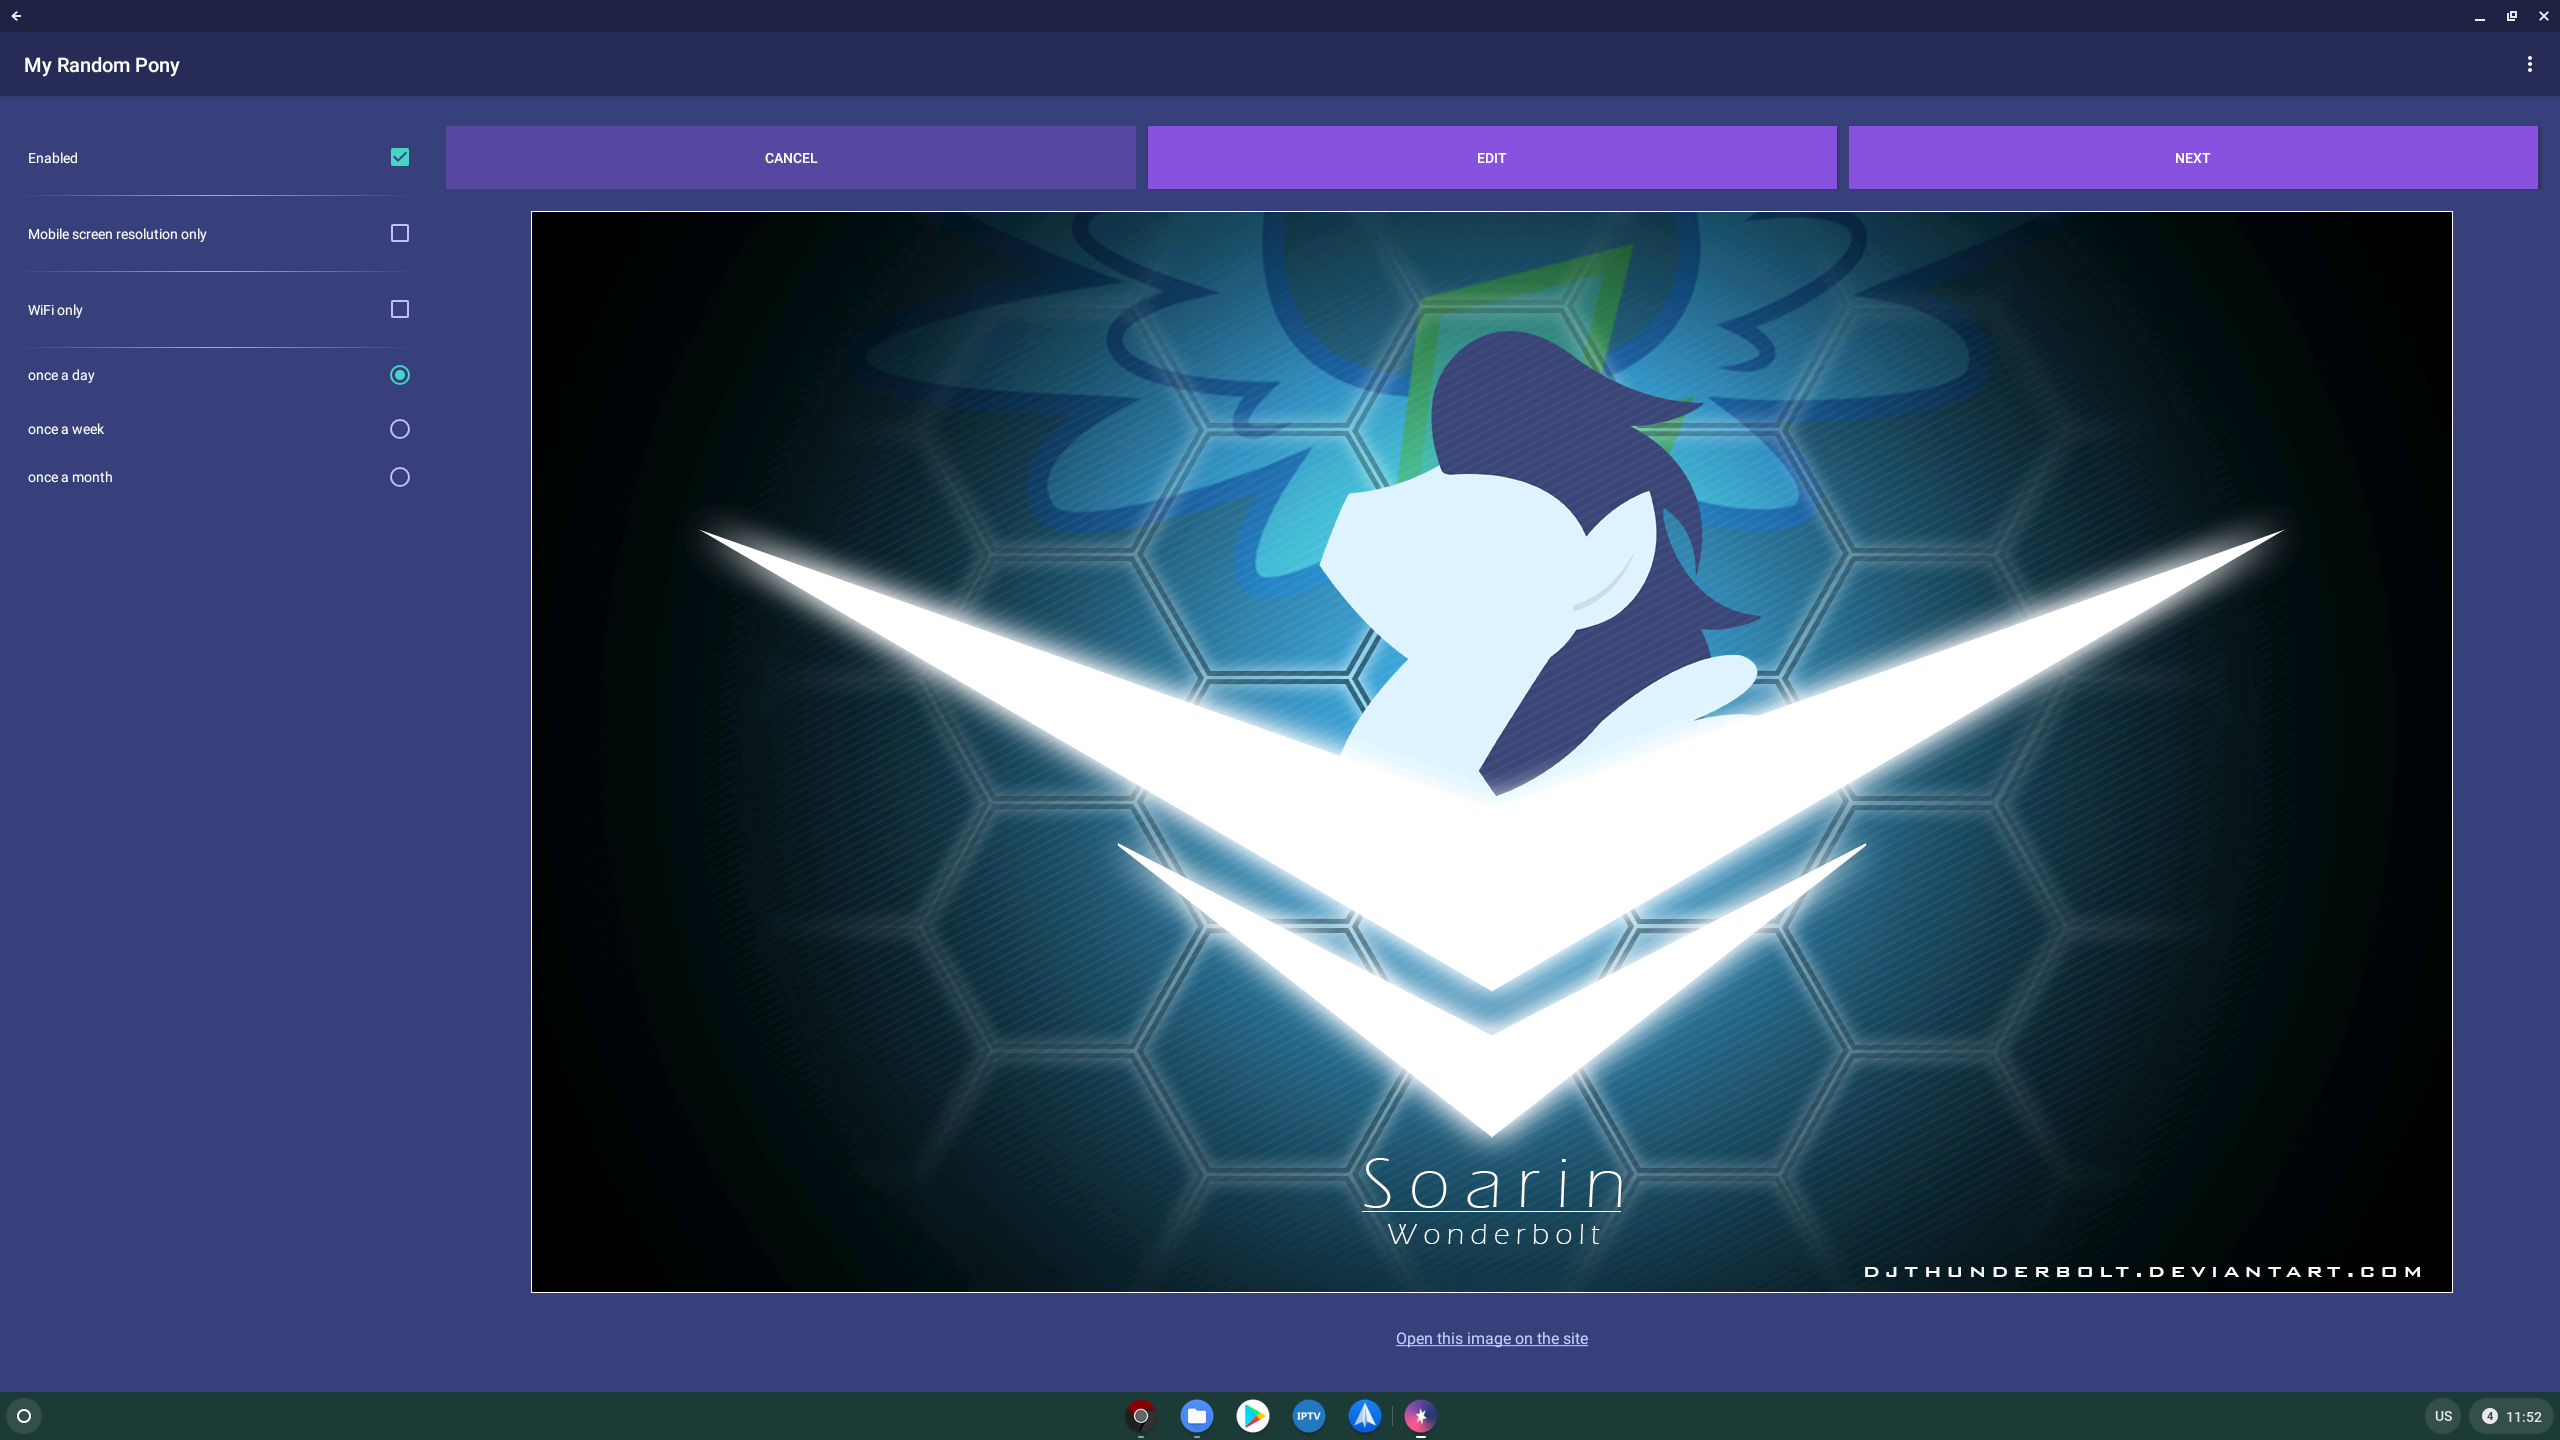 My Random Pony
Enabled
CANCEL
EDIT
NEXT
Mobile screen resolution only
WiFi only
once a day
once a week
once a month
Soarin
Wonderbolt
DJTHUNDERBOLT.DEVIANTART.COM
Open this image on the site
IPTV
US
4
11:52